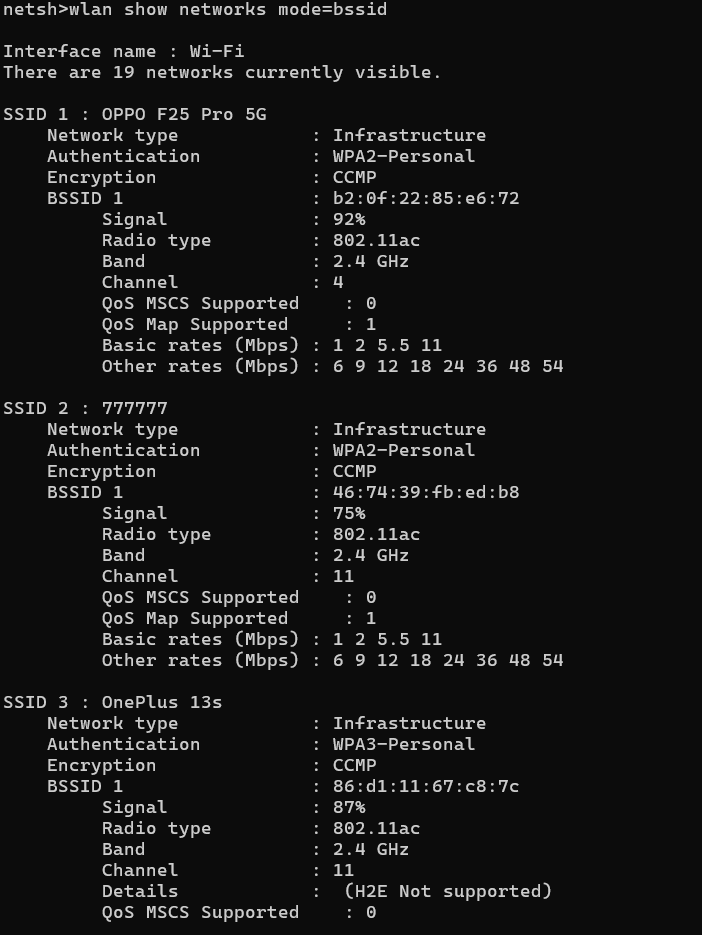 netsh>wlan show networks mode=bssid

Interface name : Wi-Fi
There are 19 networks currently visible.

SSID 1 : OPPO F25 Pro 5G
    Network type            : Infrastructure
    Authentication          : WPA2-Personal
    Encryption              : CCMP
    BSSID 1                 : b2:0f:22:85:e6:72
         Signal             : 92%
         Radio type         : 802.11ac
         Band               : 2.4 GHz
         Channel            : 4
         QoS MSCS Supported    : 0
         QoS Map Supported     : 1
         Basic rates (Mbps) : 1 2 5.5 11
         Other rates (Mbps) : 6 9 12 18 24 36 48 54

SSID 2 : 777777
    Network type            : Infrastructure
    Authentication          : WPA2-Personal
    Encryption              : CCMP
    BSSID 1                 : 46:74:39:fb:ed:b8
         Signal             : 75%
         Radio type         : 802.11ac
         Band               : 2.4 GHz
         Channel            : 11
         QoS MSCS Supported    : 0
         QoS Map Supported     : 1
         Basic rates (Mbps) : 1 2 5.5 11
         Other rates (Mbps) : 6 9 12 18 24 36 48 54

SSID 3 : OnePlus 13s
    Network type            : Infrastructure
    Authentication          : WPA3-Personal
    Encryption              : CCMP
    BSSID 1                 : 86:d1:11:67:c8:7c
         Signal             : 87%
         Radio type         : 802.11ac
         Band               : 2.4 GHz
         Channel            : 11
         Details            :  (H2E Not supported)
         QoS MSCS Supported    : 0